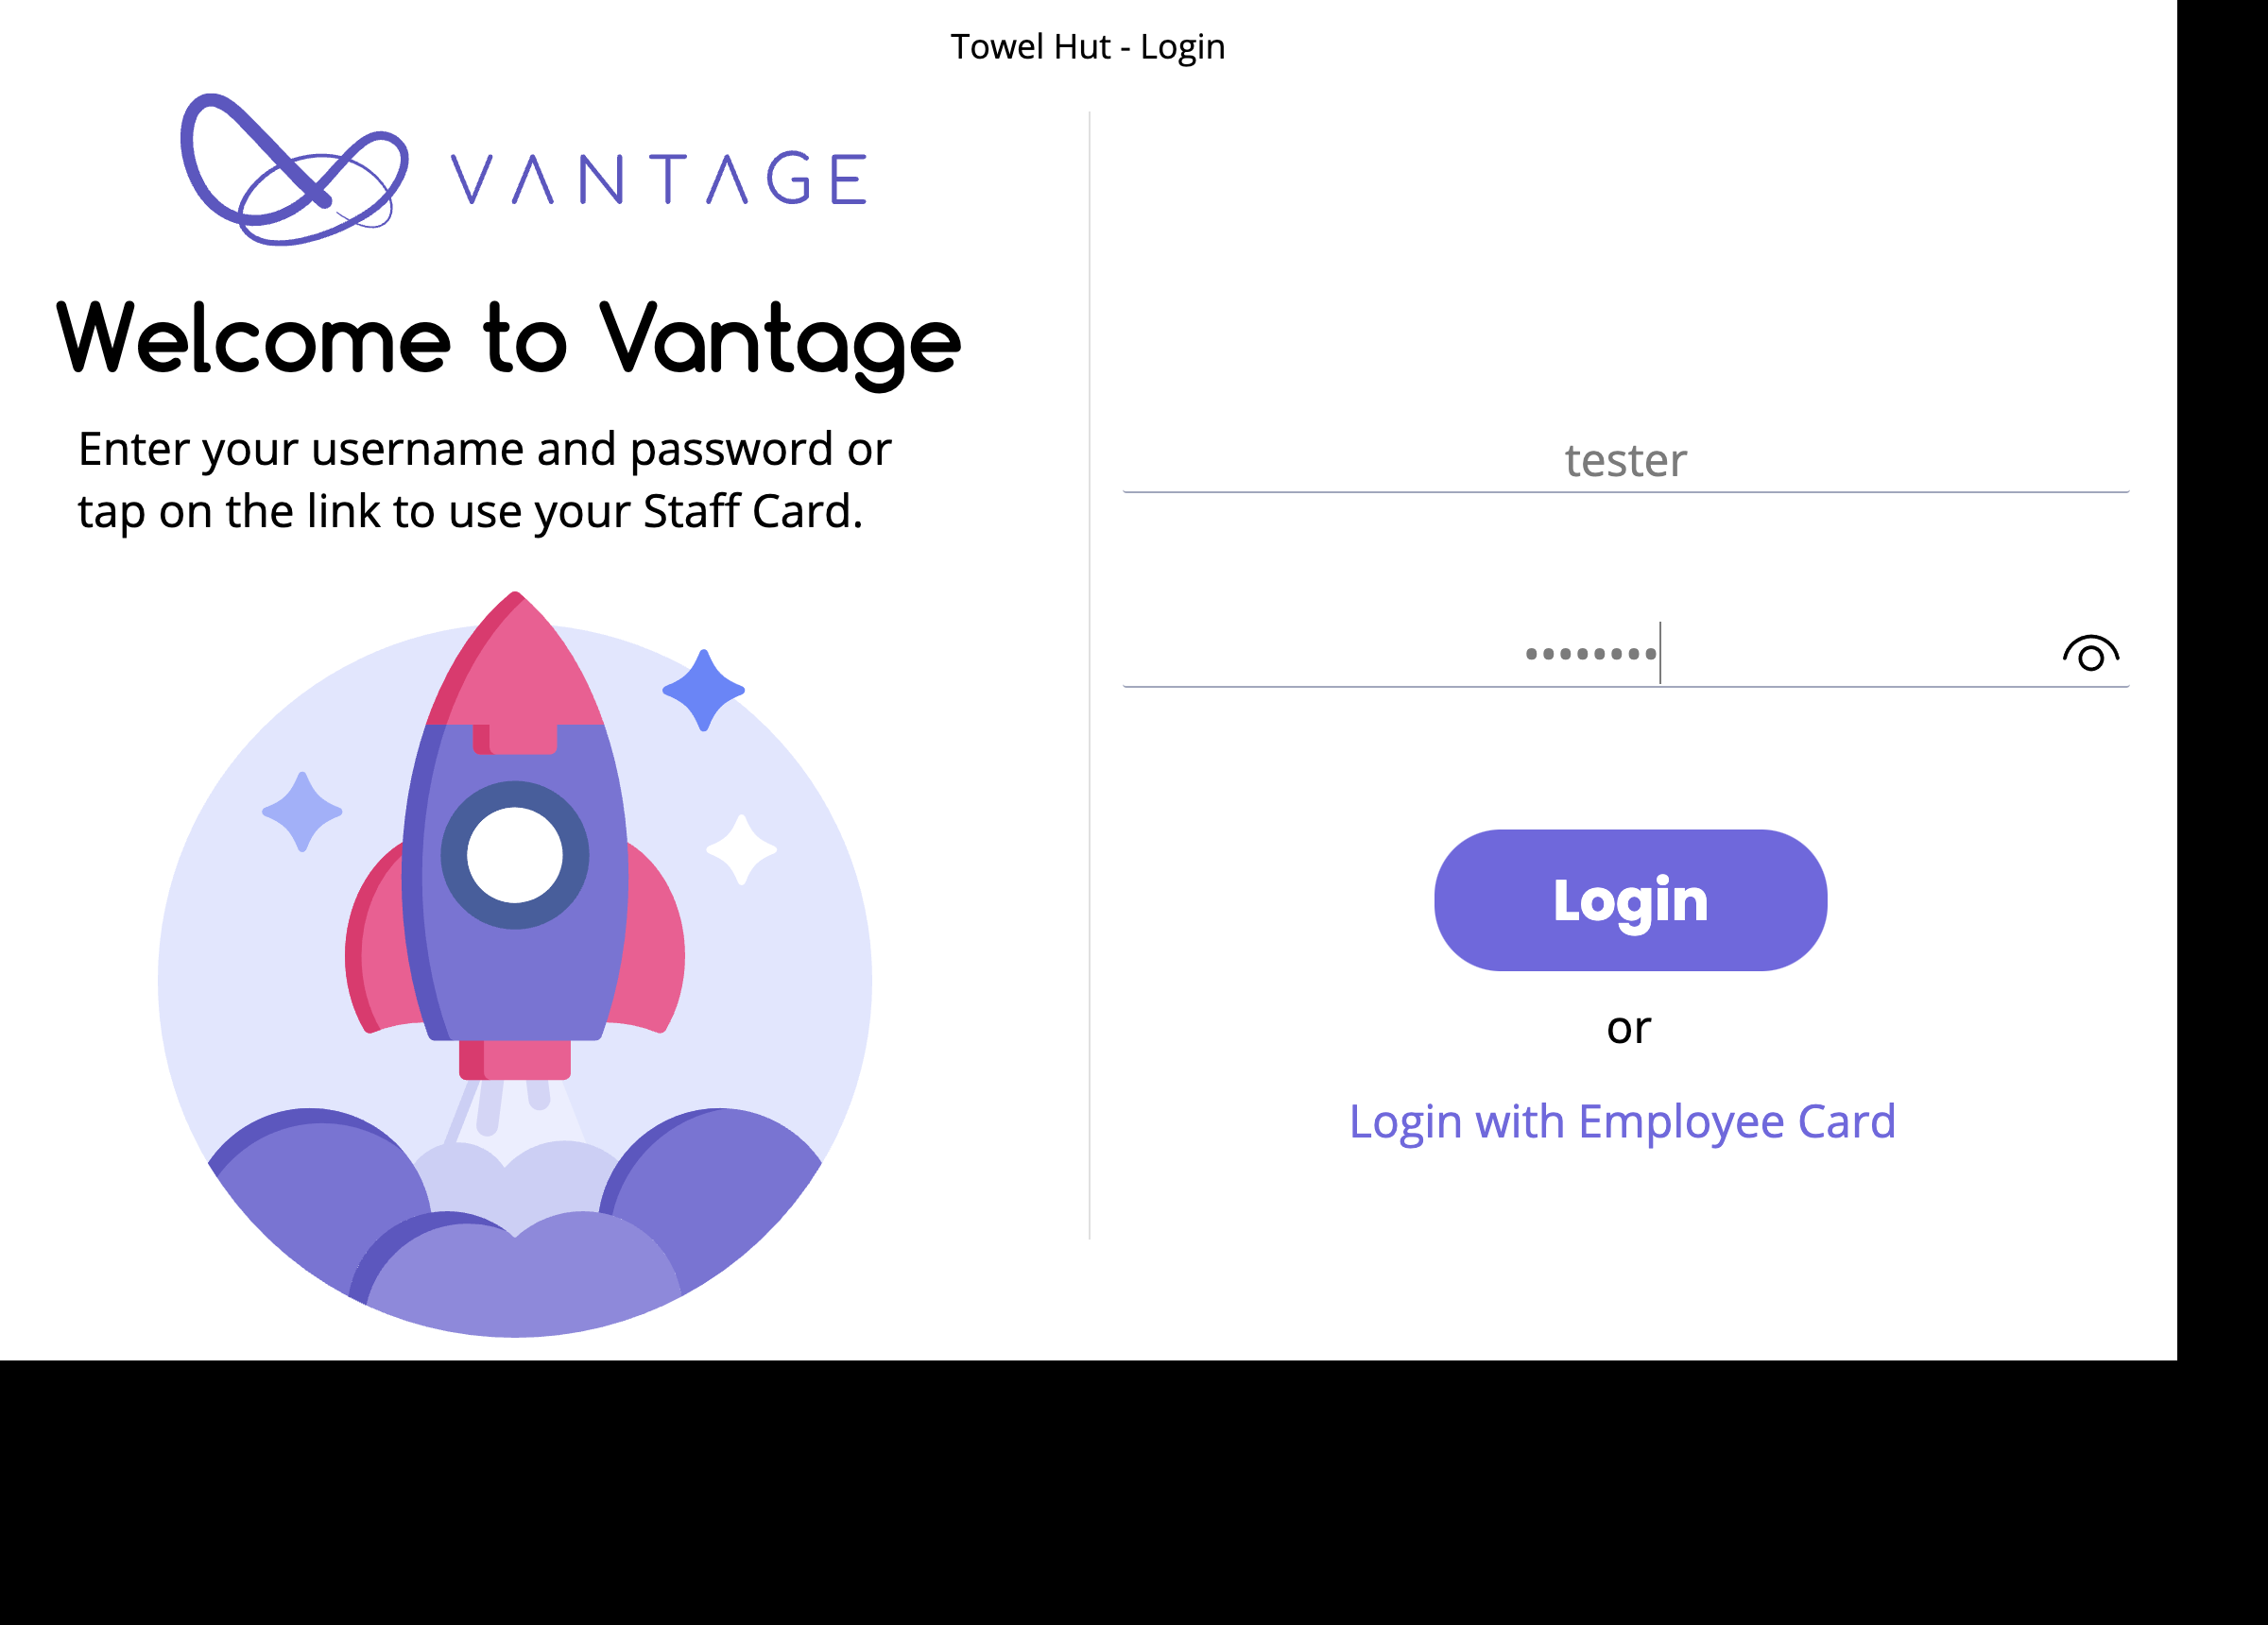 Towel Hut - Login
VANTAGE
Welcome to Vantage
Enter your username and password or
tap on the link to use your Staff Card.
tester
••••••••
Login
or
Login with Employee Card